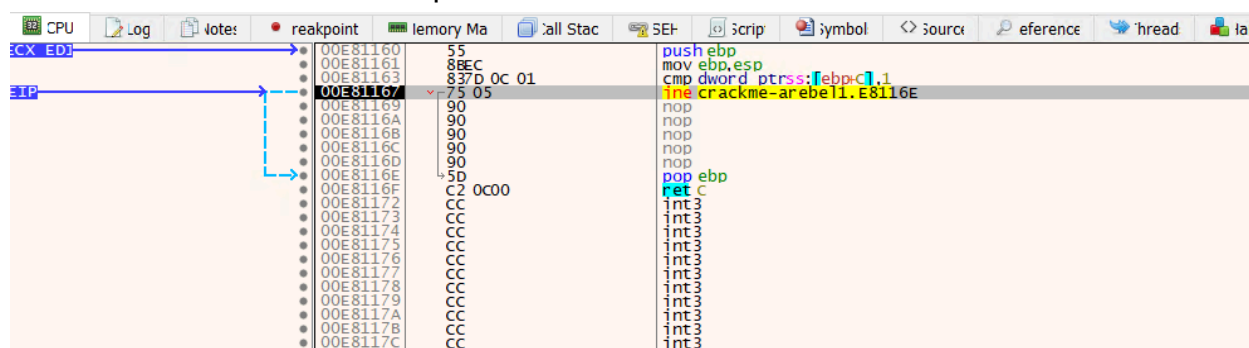 CPU Log Notes reakpoint Memory Ma Call Stac SEH Script Symbol Source eference Thread Ha
ECX EDI 00E81160 55 push ebp
00E81161 8BEC mov ebp,esp
00E81163 837D 0C 01 cmp dword ptrss:[ebp+C],1
EIP 00E81167 75 05 jne crackme-arebel1.E8116E
00E81169 90 nop
00E8116A 90 nop
00E8116B 90 nop
00E8116C 90 nop
00E8116D 90 nop
00E8116E 5D pop ebp
00E8116F C2 0C00 ret C
00E81172 CC int3
00E81173 CC int3
00E81174 CC int3
00E81175 CC int3
00E81176 CC int3
00E81177 CC int3
00E81178 CC int3
00E81179 CC int3
00E8117A CC int3
00E8117B CC int3
00E8117C CC int3